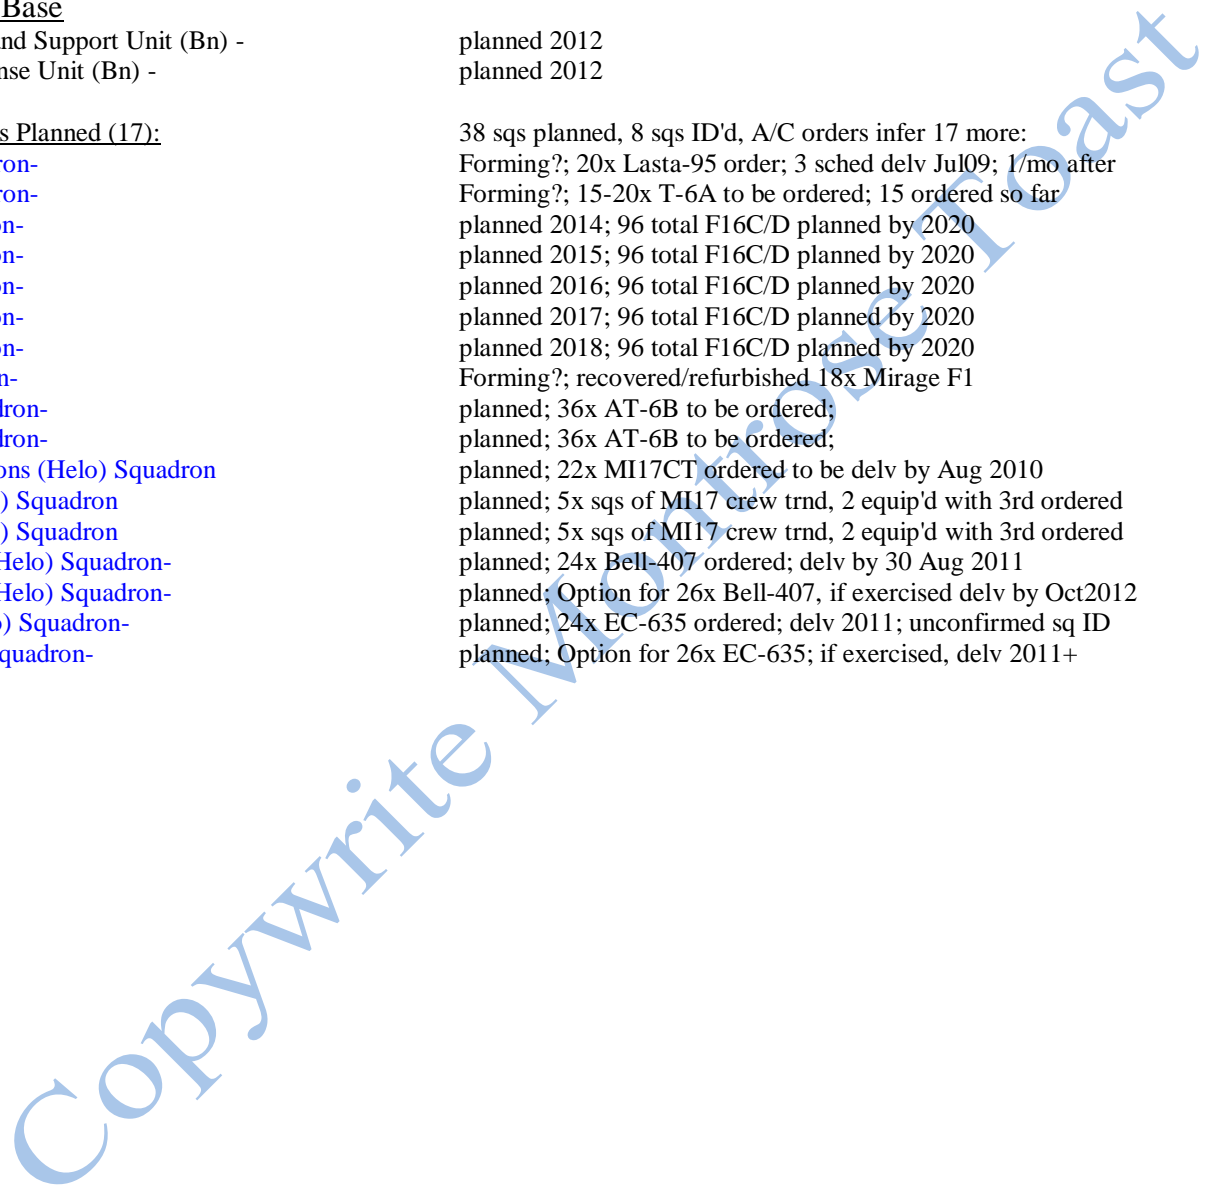 Base
nd Support Unit (Bn) - planned 2012
nse Unit (Bn) - planned 2012
s Planned (17): 38 sqs planned, 8 sqs ID'd, A/C orders infer 17 more:
ron- Forming?; 20x Lasta-95 order; 3 sched delv Jul09; 1/mo after
ron- Forming?; 15-20x T-6A to be ordered; 15 ordered so far
on- planned 2014; 96 total F16C/D planned by 2020
on- planned 2015; 96 total F16C/D planned by 2020
on- planned 2016; 96 total F16C/D planned by 2020
on- planned 2017; 96 total F16C/D planned by 2020
on- planned 2018; 96 total F16C/D planned by 2020
n- Forming?; recovered/refurbished 18x Mirage F1
dron- planned; 36x AT-6B to be ordered;
dron- planned; 36x AT-6B to be ordered;
ons (Helo) Squadron planned; 22x MI17CT ordered to be delv by Aug 2010
) Squadron planned; 5x sqs of MI17 crew trnd, 2 equip'd with 3rd ordered
) Squadron planned; 5x sqs of MI17 crew trnd, 2 equip'd with 3rd ordered
Helo) Squadron- planned; 24x Bell-407 ordered; delv by 30 Aug 2011
Helo) Squadron- planned; Option for 26x Bell-407, if exercised delv by Oct2012
) Squadron- planned; 24x EC-635 ordered; delv 2011; unconfirmed sq ID
quadron- planned; Option for 26x EC-635; if exercised, delv 2011+
Copywrite Montrose Toast